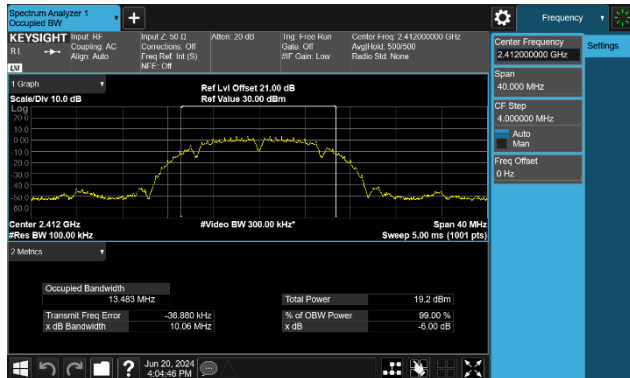 Spectrum Analyzer 1
Occupied BW
+
Frequency
KEYSIGHT Input: RF
R L
Coupling: AC
Align: Auto
LXI
Input Z: 50 Ω
Corrections: Off
Freq Ref: Int (S)
NFE: Off
Atten: 20 dB
Trig: Free Run
Gate: Off
#IF Gain: Low
Center Freq: 2.412000000 GHz
Avg|Hold: 500/500
Radio Std: None
Center Frequency
2.412000000 GHz
Settings
Span
40.000 MHz
CF Step
4.000000 MHz
Auto
Man
Freq Offset
0 Hz
1 Graph
Scale/Div 10.0 dB
Ref Lvl Offset 21.00 dB
Ref Value 30.00 dBm
Log
20.0
10.0
0.00
-10.0
-20.0
-30.0
-40.0
-50.0
-60.0
Center 2.412 GHz
#Res BW 100.00 kHz
#Video BW 300.00 kHz*
Span 40 MHz
Sweep 5.00 ms (1001 pts)
2 Metrics
Occupied Bandwidth
13.483 MHz
Total Power 19.2 dBm
Transmit Freq Error -36.880 kHz
% of OBW Power 99.00 %
x dB Bandwidth 10.06 MHz
x dB -6.00 dB
?
Jun 20, 2024
4:04:46 PM